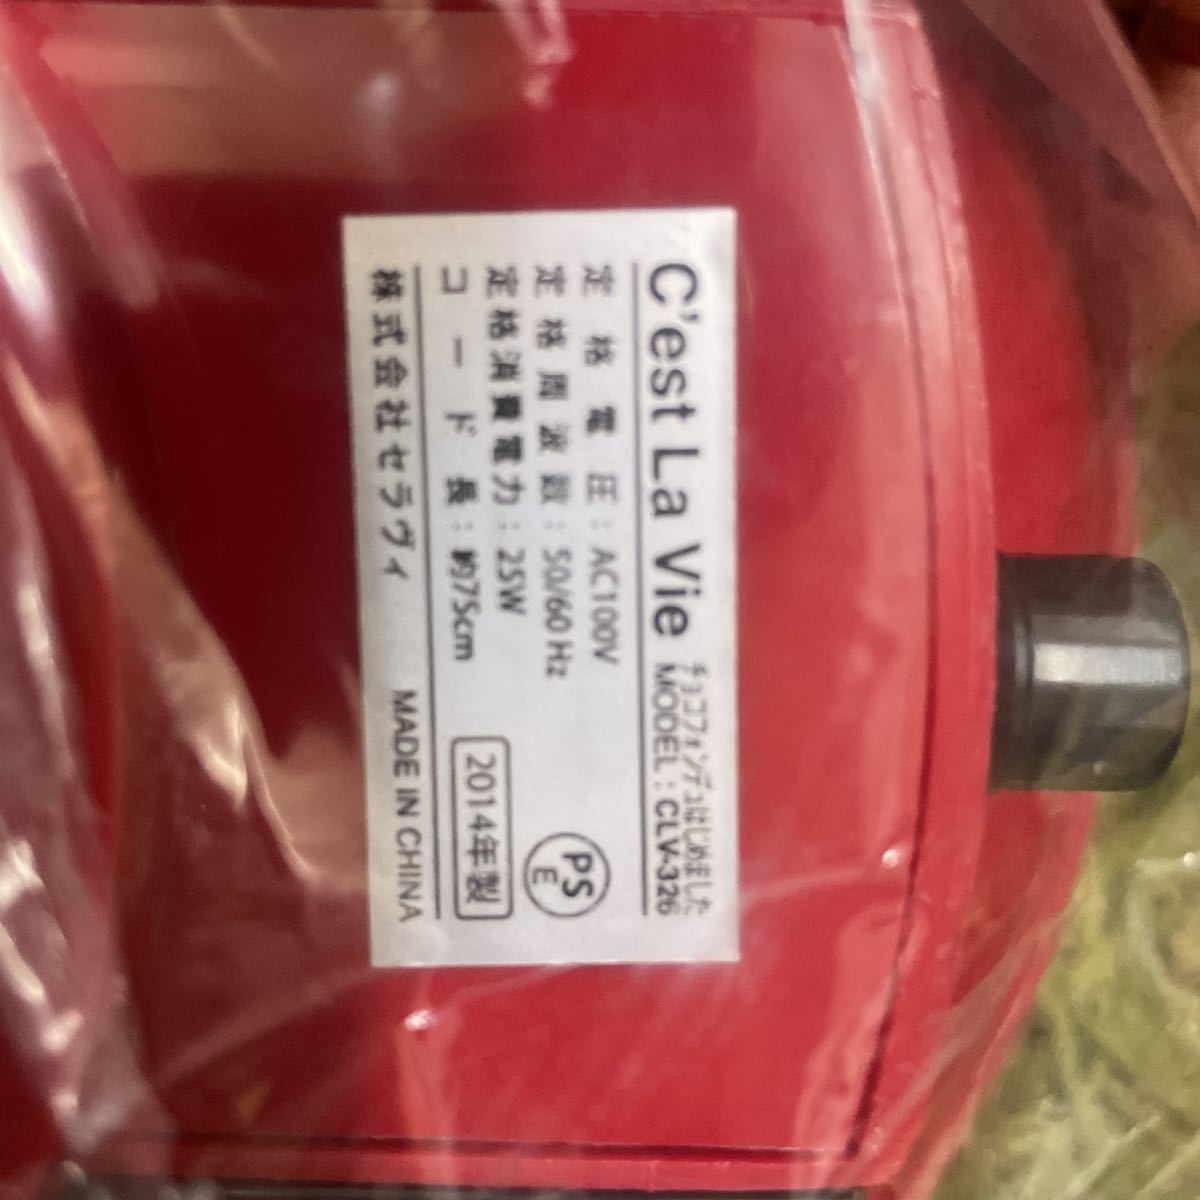 C'est La Vie
チョコフォンデュはじめました
MODEL : CLV-326
定格電圧 : AC100V
定格周波数 : 50/60 Hz
定格消費電力 : 25W
コード長 : 約75cm
PS
E
2014年製
株式会社セラヴィ MADE IN CHINA